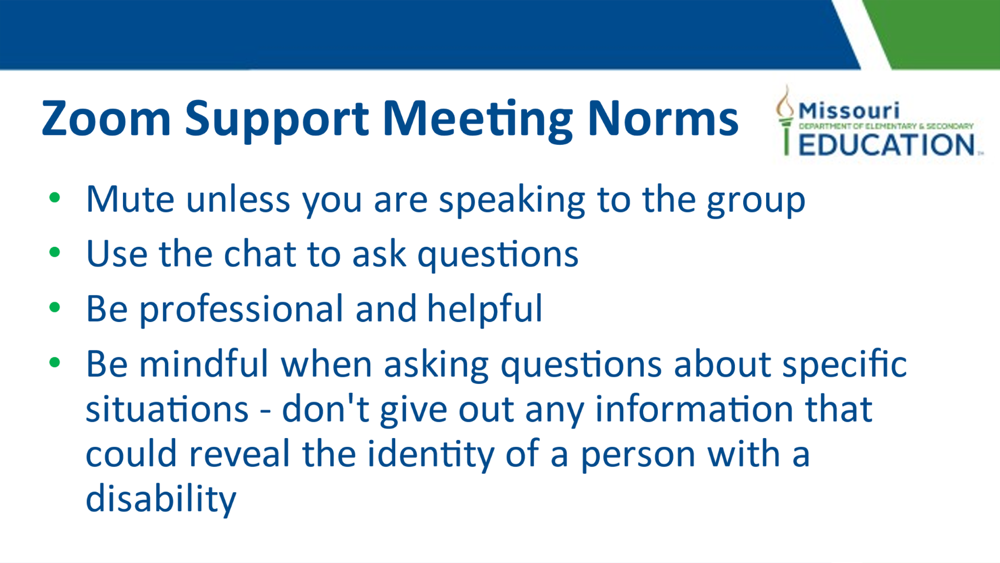 Zoom Support Meeting Norms
Missouri
DEPARTMENT OF ELEMENTARY & SECONDARY
EDUCATION
• Mute unless you are speaking to the group
• Use the chat to ask questions
• Be professional and helpful
• Be mindful when asking questions about specific
situations - don't give out any information that
could reveal the identity of a person with a
disability